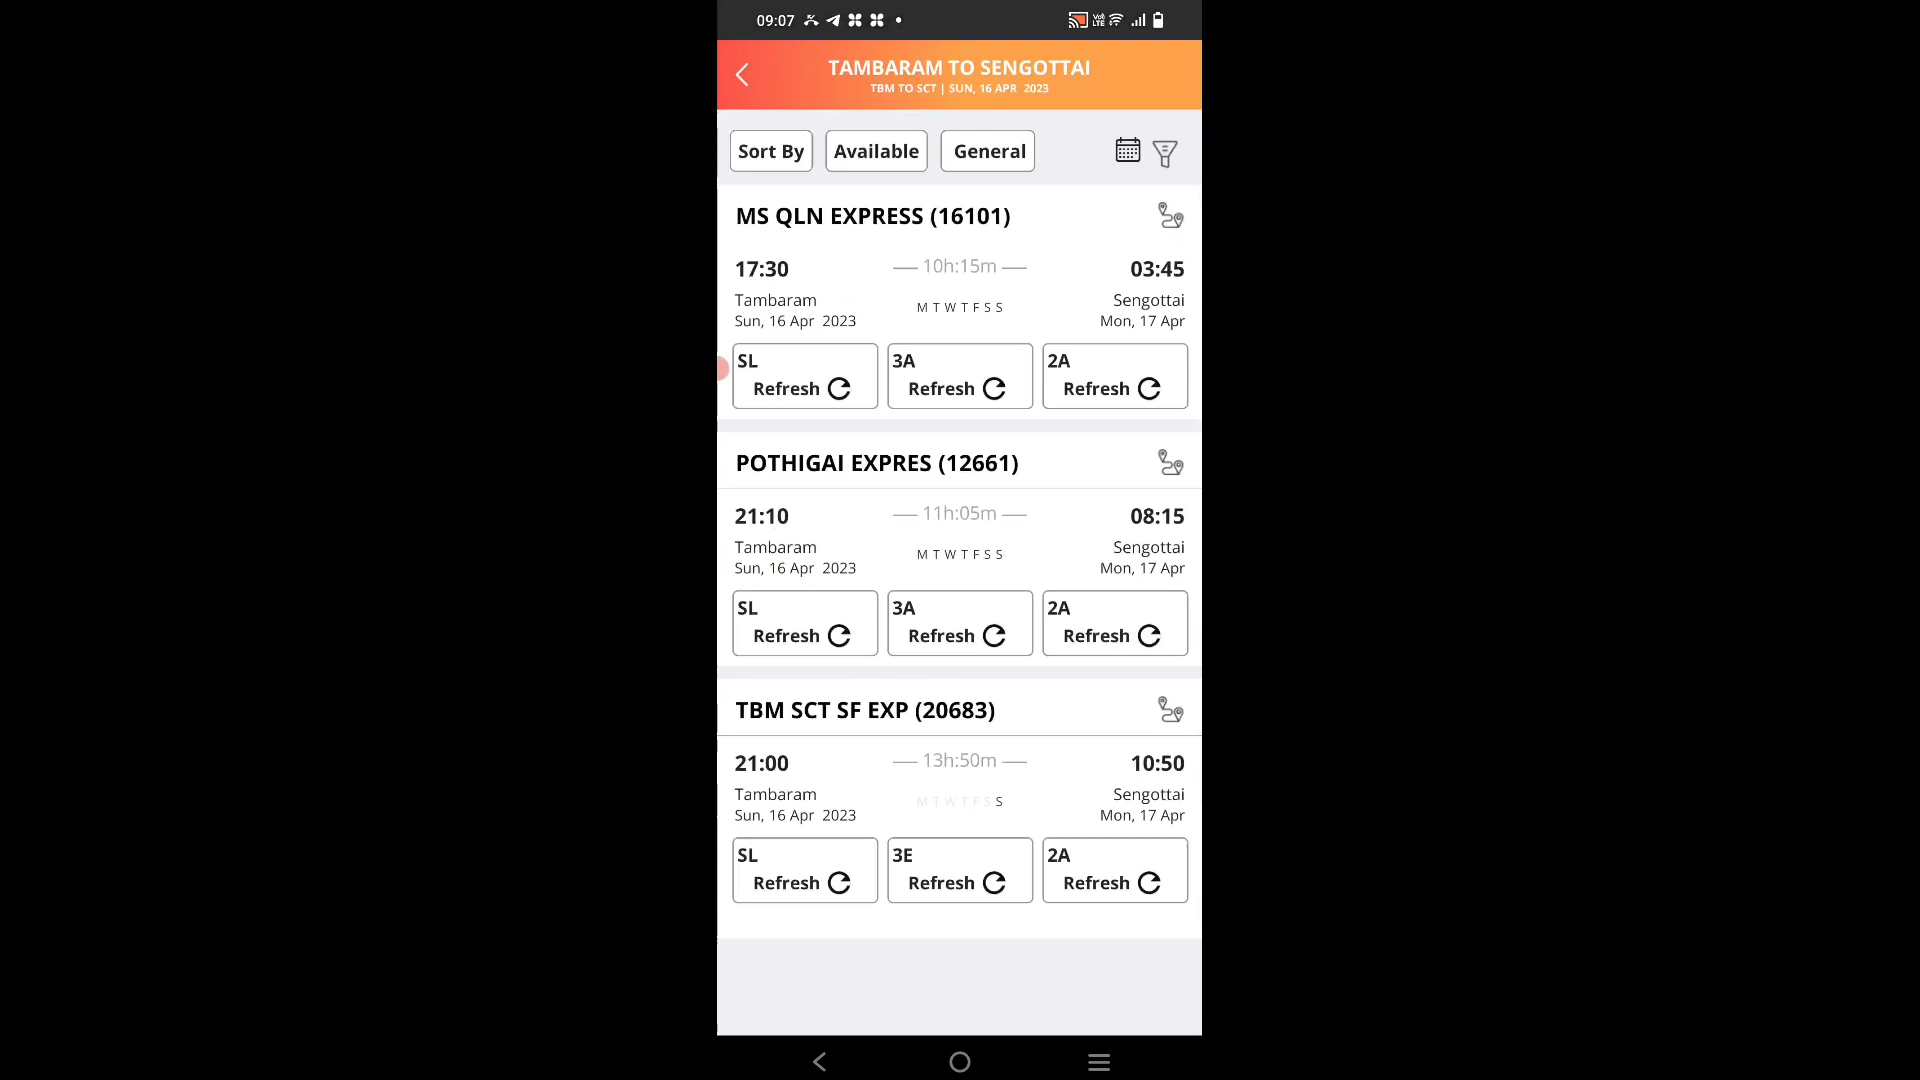 09:07
TAMBARAM TO SENGOTTAI
TBM TO SCT | SUN, 16 APR 2023
Sort By Available General
MS QLN EXPRESS (16101)
17:30 10h:15m 03:45
Tambaram M T W T F S S Sengottai
Sun, 16 Apr 2023 Mon, 17 Apr
SL 3A 2A
Refresh Refresh Refresh
POTHIGAI EXPRES (12661)
21:10 11h:05m 08:15
Tambaram M T W T F S S Sengottai
Sun, 16 Apr 2023 Mon, 17 Apr
SL 3A 2A
Refresh Refresh Refresh
TBM SCT SF EXP (20683)
21:00 13h:50m 10:50
Tambaram M T W T F S S Sengottai
Sun, 16 Apr 2023 Mon, 17 Apr
SL 3E 2A
Refresh Refresh Refresh